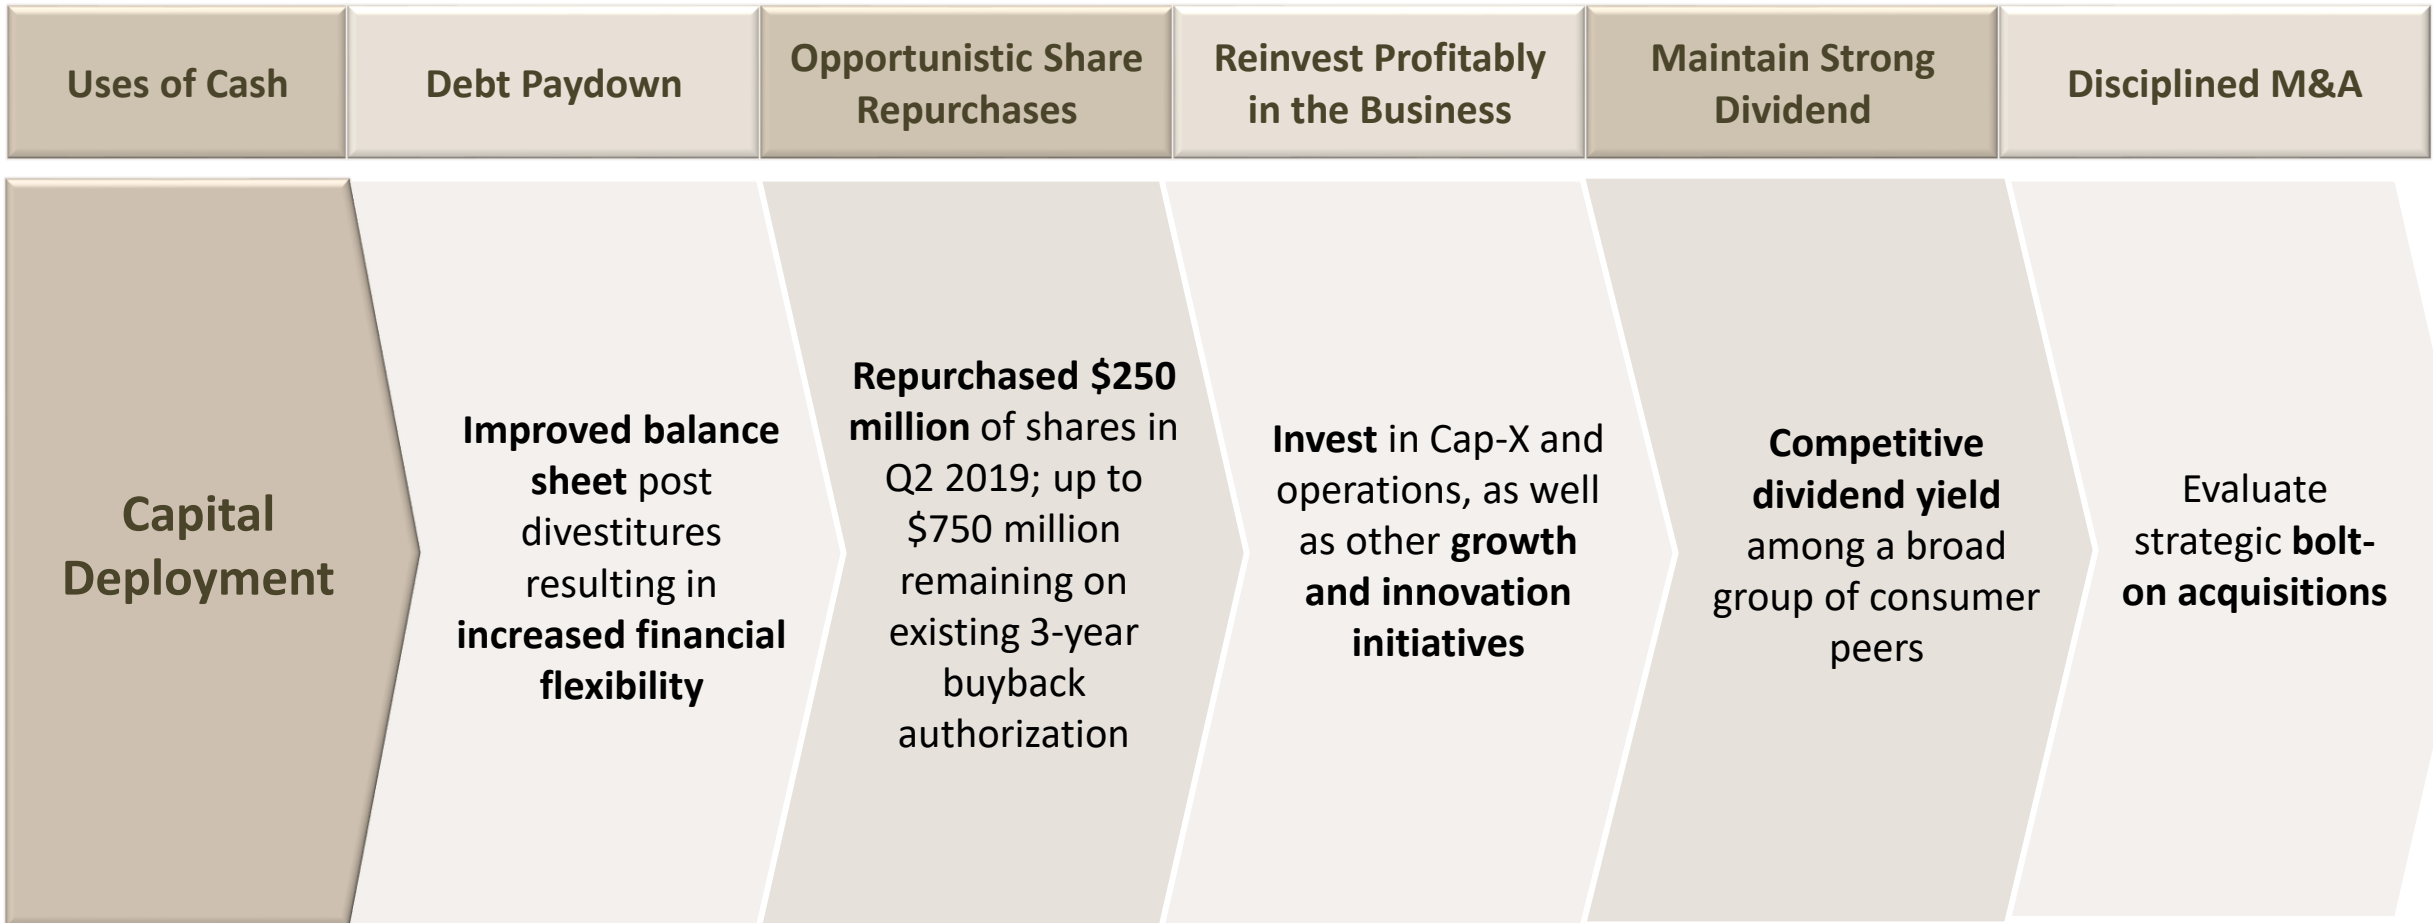 Uses of Cash
Debt Paydown
Opportunistic Share
Repurchases
Reinvest Profitably
in the Business
Maintain Strong
Dividend
Disciplined M&A
Capital
Deployment
Improved balance
sheet post
divestitures
resulting in
increased financial
flexibility
Repurchased $250
million of shares in
Q2 2019; up to
$750 million
remaining on
existing 3-year
buyback
authorization
Invest in Cap-X and
operations, as well
as other growth
and innovation
initiatives
Competitive
dividend yield
among a broad
group of consumer
peers
Evaluate
strategic bolt-
on acquisitions